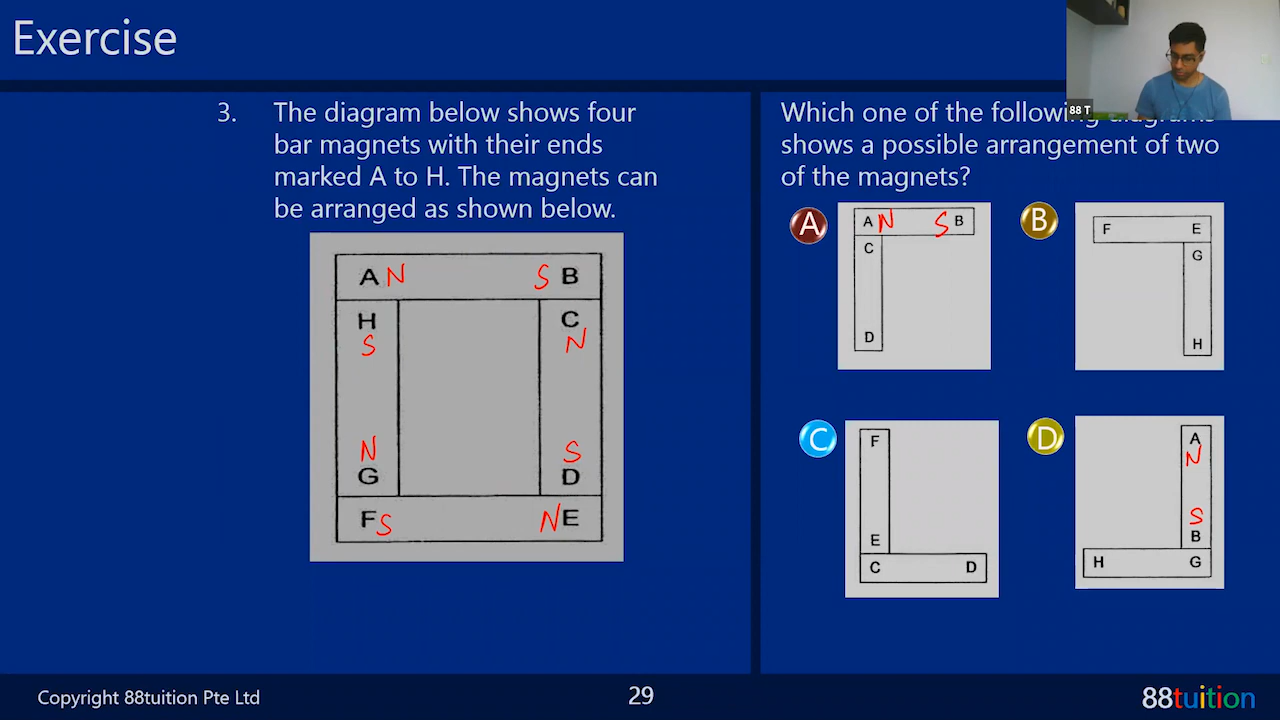 Exercise
88 T
3. The diagram below shows four
bar magnets with their ends
marked A to H. The magnets can
be arranged as shown below.
A N S B
H C
S N
N S
G D
F S N E
Which one of the following
shows a possible arrangement of two
of the magnets?
A
A N S B
C
D
B
F E
G
H
C
F
E
C D
D
A
N
S
B
H G
Copyright 88tuition Pte Ltd
29
88tuition